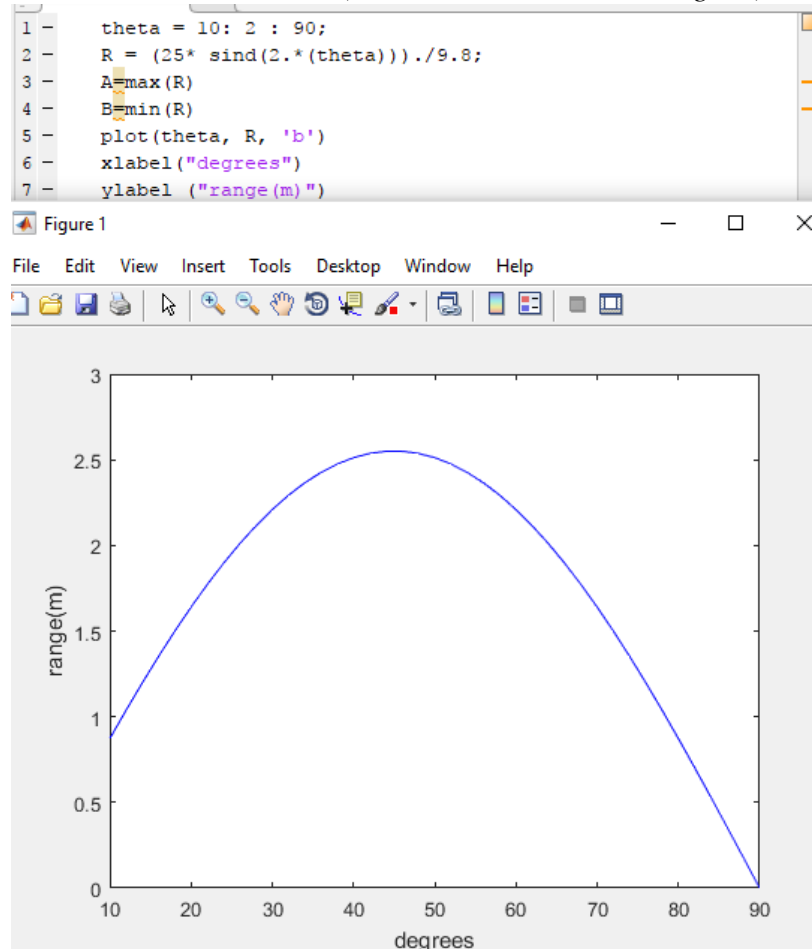 1 - theta = 10: 2 : 90;
2 - R = (25* sind(2.*(theta)))./9.8;
3 - A=max(R)
4 - B=min(R)
5 - plot(theta, R, 'b')
6 - xlabel("degrees")
7 - ylabel ("range(m)")
Figure 1
File Edit View Insert Tools Desktop Window Help
3
2.5
2
1.5
1
0.5
0
range(m)
10 20 30 40 50 60 70 80 90
degrees